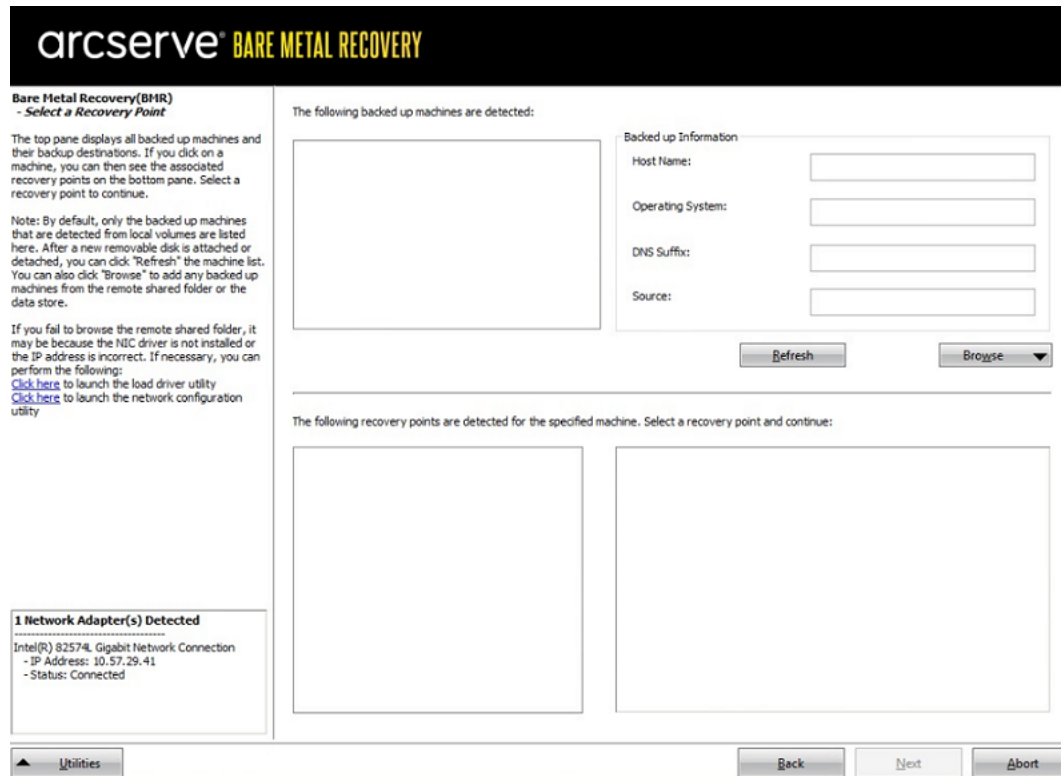 arcserve® BARE METAL RECOVERY
Bare Metal Recovery(BMR)
- Select a Recovery Point
The top pane displays all backed up machines and
their backup destinations. If you click on a
machine, you can then see the associated
recovery points on the bottom pane. Select a
recovery point to continue.
Note: By default, only the backed up machines
that are detected from local volumes are listed
here. After a new removable disk is attached or
detached, you can click "Refresh" the machine list.
You can also click "Browse" to add any backed up
machines from the remote shared folder or the
data store.
If you fail to browse the remote shared folder, it
may be because the NIC driver is not installed or
the IP address is incorrect. If necessary, you can
perform the following:
Click here to launch the load driver utility
Click here to launch the network configuration
utility
1 Network Adapter(s) Detected
------------------------------------
Intel(R) 82574L Gigabit Network Connection
- IP Address: 10.57.29.41
- Status: Connected
The following backed up machines are detected:
Backed up Information
Host Name:
Operating System:
DNS Suffix:
Source:
Refresh
Browse
The following recovery points are detected for the specified machine. Select a recovery point and continue:
Utilities
Back
Next
Abort